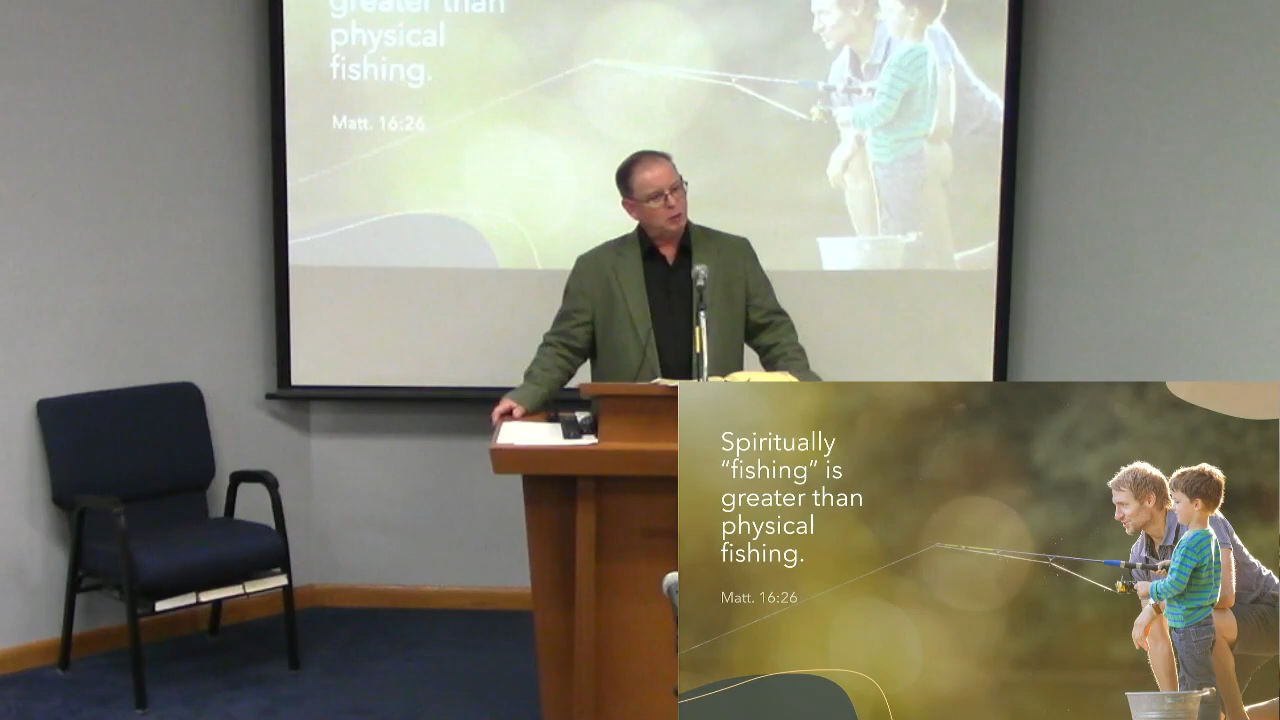 greater than
physical
fishing.
Matt. 16:26
Spiritually
“fishing” is
greater than
physical
fishing.
Matt. 16:26